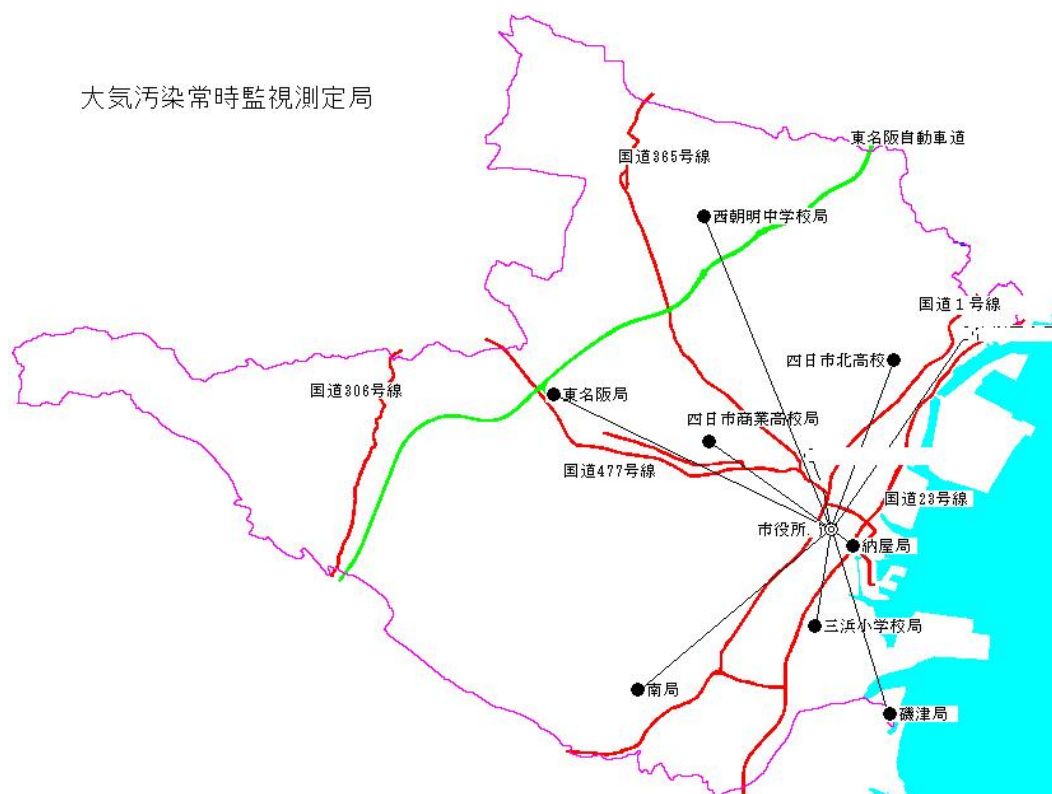 大気汚染常時監視測定局
東名阪自動車道
国道365号線
西朝明中学校局
国道１号線
四日市北高校
国道306号線
東名阪局
四日市商業高校局
国道477号線
国道23号線
市役所
納屋局
三浜小学校局
南局
磯津局